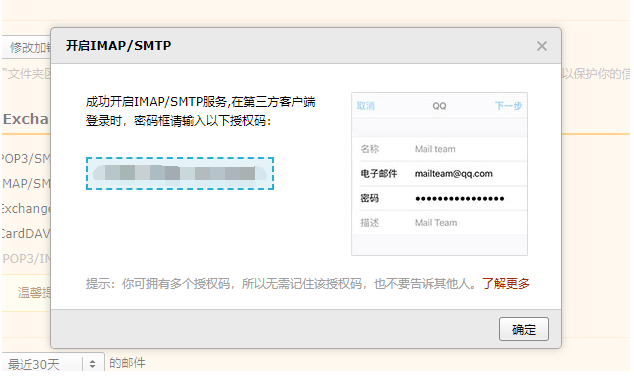 开启IMAP/SMTP
修改加
"文件夹区
以保护你的信
Exchan
POP3/SM
IMAP/SM
Exchange
CardDAV
POP3/IM
温馨提
成功开启IMAP/SMTP服务,在第三方客户端
登录时，密码框请输入以下授权码：
取消 QQ 下一步
名称 Mail team
电子邮件 mailteam@qq.com
密码 ●●●●●●●●●●●●●●●●
描述 Mail Team
提示：你可拥有多个授权码，所以无需记住该授权码，也不要告诉其他人。了解更多
确定
最近30天 的邮件